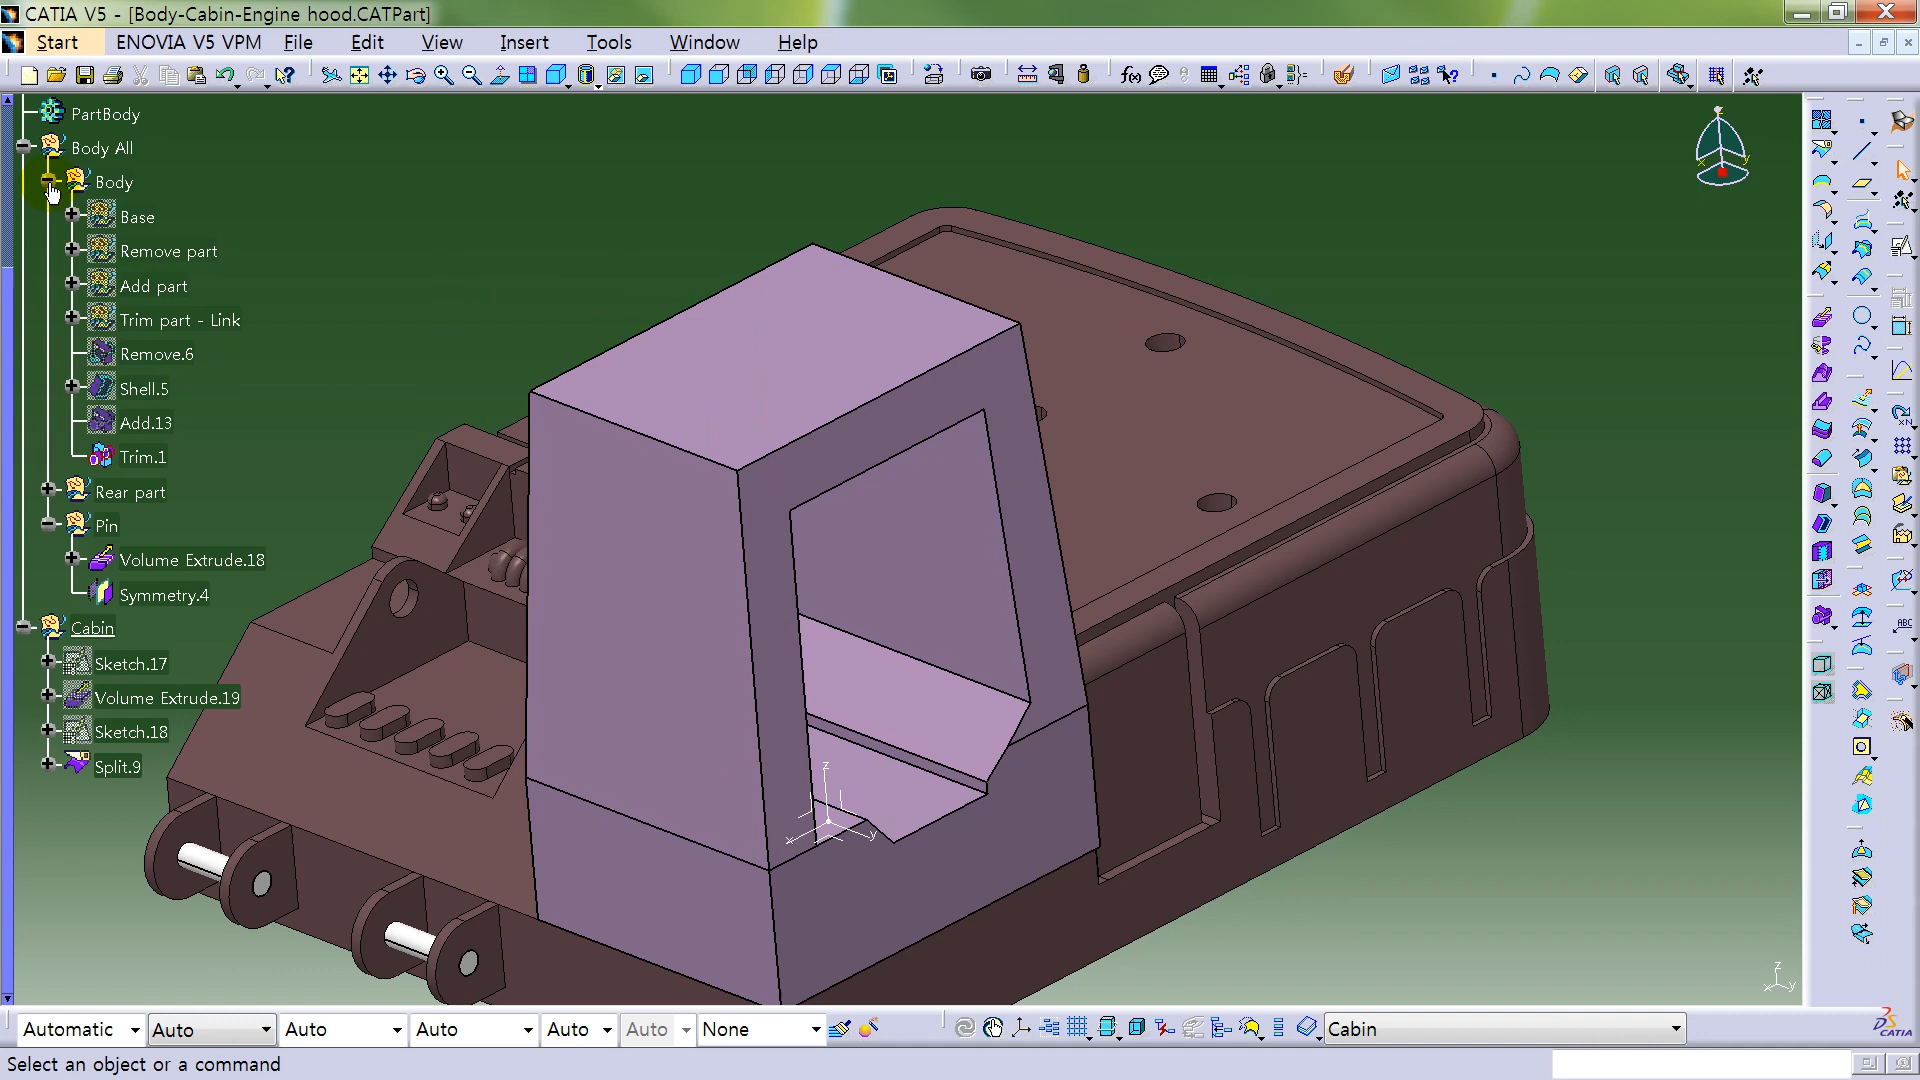 CATIA V5 - [Body-Cabin-Engine hood.CATPart]
Start ENOVIA V5 VPM File Edit View Insert Tools Window Help
PartBody
Body All
Body
Base
Remove part
Add part
Trim part - Link
Remove.6
Shell.5
Add.13
Trim.1
Rear part
Pin
Volume Extrude.18
Symmetry.4
Cabin
Sketch.17
Volume Extrude.19
Sketch.18
Split.9
z
x y
z
x y
Automatic Auto Auto Auto Auto Auto None Cabin
Select an object or a command
CATIA